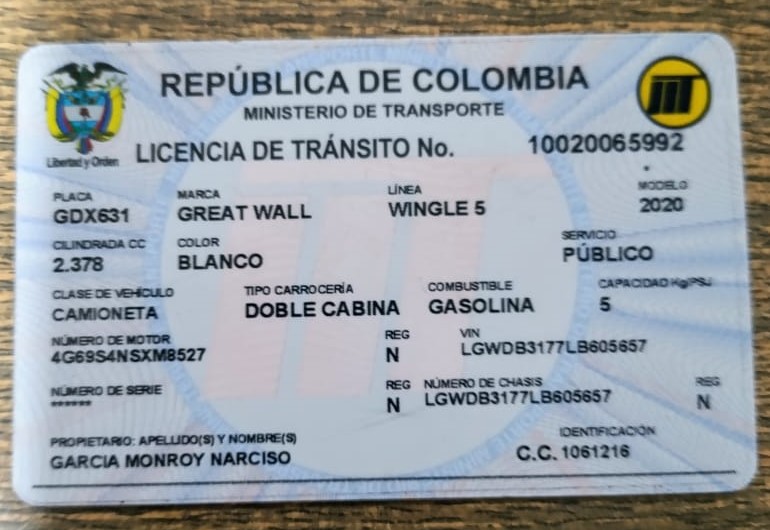 REPÚBLICA DE COLOMBIA
MINISTERIO DE TRANSPORTE
Libertad y Orden
LICENCIA DE TRÁNSITO No. 10020065992
PLACA MARCA LÍNEA MODELO
GDX631 GREAT WALL WINGLE 5 2020
CILINDRADA CC COLOR SERVICIO
2.378 BLANCO PÚBLICO
CLASE DE VEHÍCULO TIPO CARROCERÍA COMBUSTIBLE CAPACIDAD Kg/PSJ
CAMIONETA DOBLE CABINA GASOLINA 5
NÚMERO DE MOTOR REG VIN
4G69S4NSXM8527 N LGWDB3177LB605657
NÚMERO DE SERIE REG NÚMERO DE CHASIS REG
****** N LGWDB3177LB605657 N
PROPIETARIO: APELLIDO(S) Y NOMBRE(S) IDENTIFICACIÓN
GARCIA MONROY NARCISO C.C. 1061216